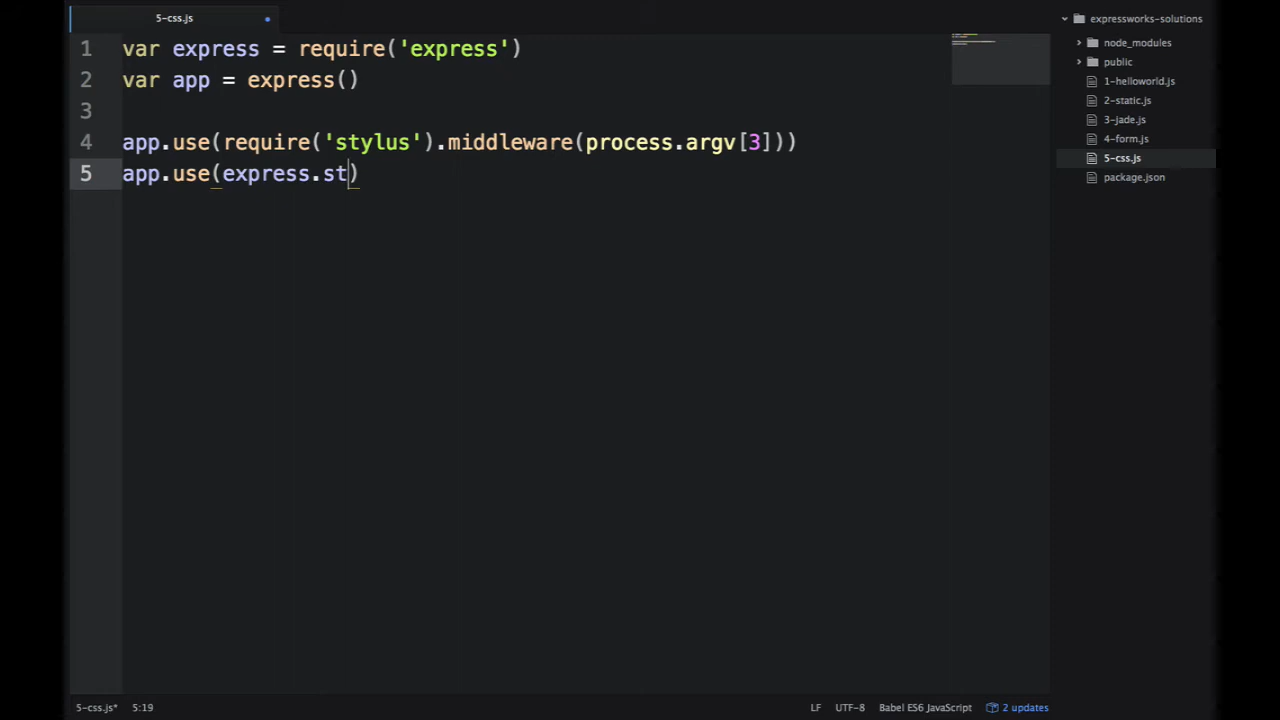 5-css.js
1 var express = require('express')
2 var app = express()
3
4 app.use(require('stylus').middleware(process.argv[3]))
5 app.use(express.st)
expressworks-solutions
node_modules
public
1-helloworld.js
2-static.js
3-jade.js
4-form.js
5-css.js
package.json
5-css.js* 5:19 LF UTF-8 Babel ES6 JavaScript 2 updates